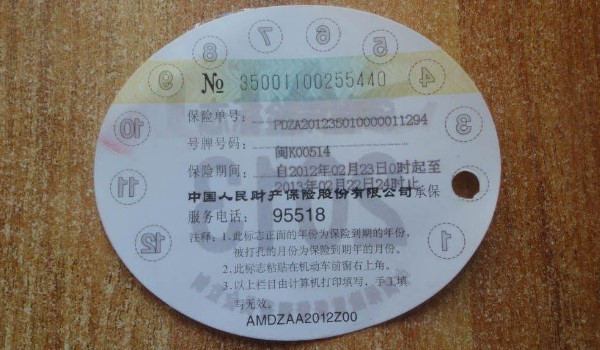 № 35001100255440
保险单号: PDZA201235010000011294
号牌号码: 闽K00514
保险期间: 自2012年02月23日0时起至
2013年02月22日24时止
中国人民财产保险股份有限公司承保
服务电话: 95518
注释: 1.此标志正面的年份为保险到期的年份,
被打孔的月份为保险到期年的月份。
2.此标志粘贴在机动车前窗右上角。
3.以上栏目由计算机打印填写,手工填
写无效。
AMDZAA2012Z00
1
3
4
5
6
7
8
9
10
11
12
2013